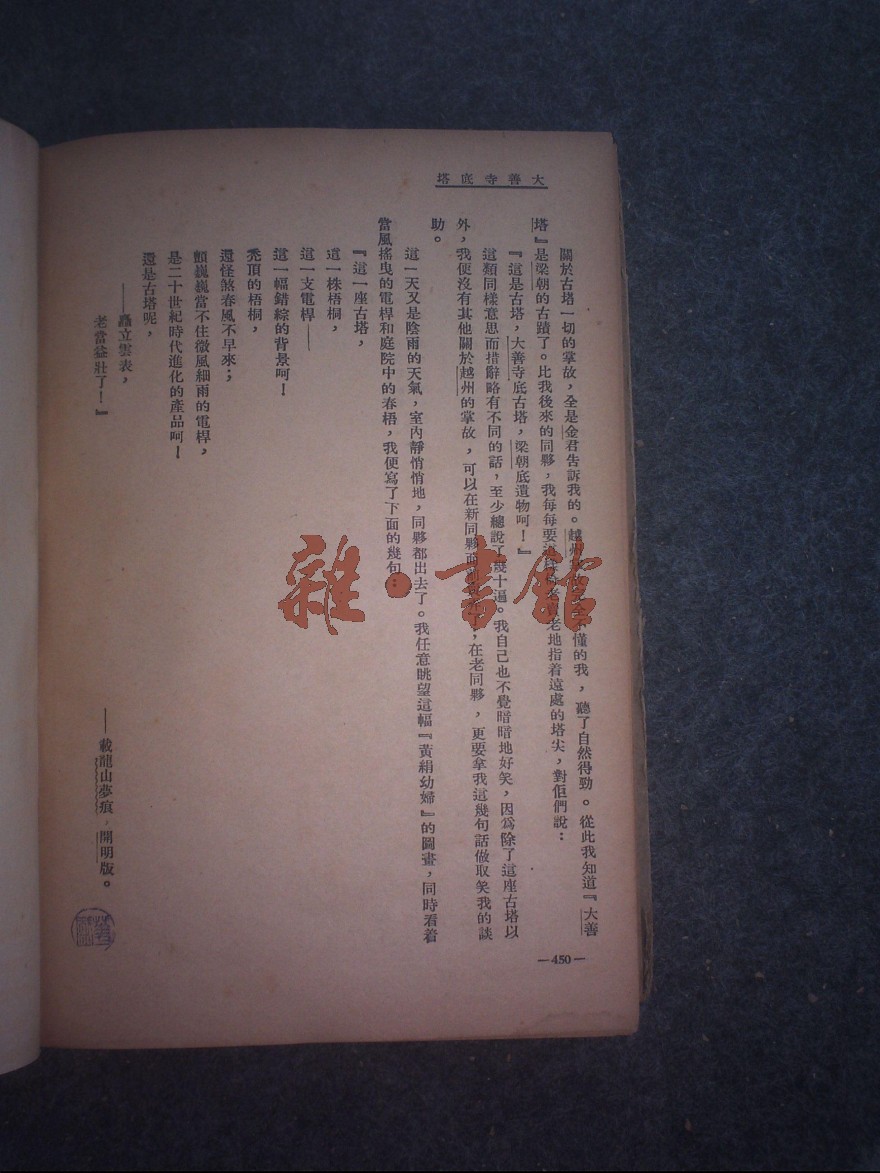 大善寺底塔
關於古塔一切的掌故，全是金君告訴我的。越州掌故完全不懂的我，聽了自然得勁。從此我知道『大善
塔』是梁朝的古蹟了。比我後來的同夥，我每每要老地指着遠處的塔尖，對佢們說：
『這是古塔，大善寺底古塔，梁朝底遺物呵！』
這類同樣意思而措辭略有不同的話，至少總說了幾十遍。我自己也不覺暗暗地好笑，因爲除了這座古塔以
外，我便沒有其他關於越州的掌故，可以在新同夥面前，在老同夥，更要拿我這幾句話做取笑我的談
助。
這一天又是陰雨的天氣，室內靜悄悄地，同夥都出去了。我任意眺望這幅『黃絹幼婦』的圖畫，同時看着
當風搖曳的電桿和庭院中的春梧，我便寫了下面的幾句：
『這一座古塔，
這一株梧桐，
這一支電桿——
這一幅錯綜的背景呵！
禿頂的梧桐，
還怪煞春風不早來；
顫巍巍當不住微風細雨的電桿，
是二十世紀時代進化的產品呵！
還是古塔呢，
——矗立雲表，
老當益壯了！』
——載龍山夢痕，開明版。
—450—
雜·書館